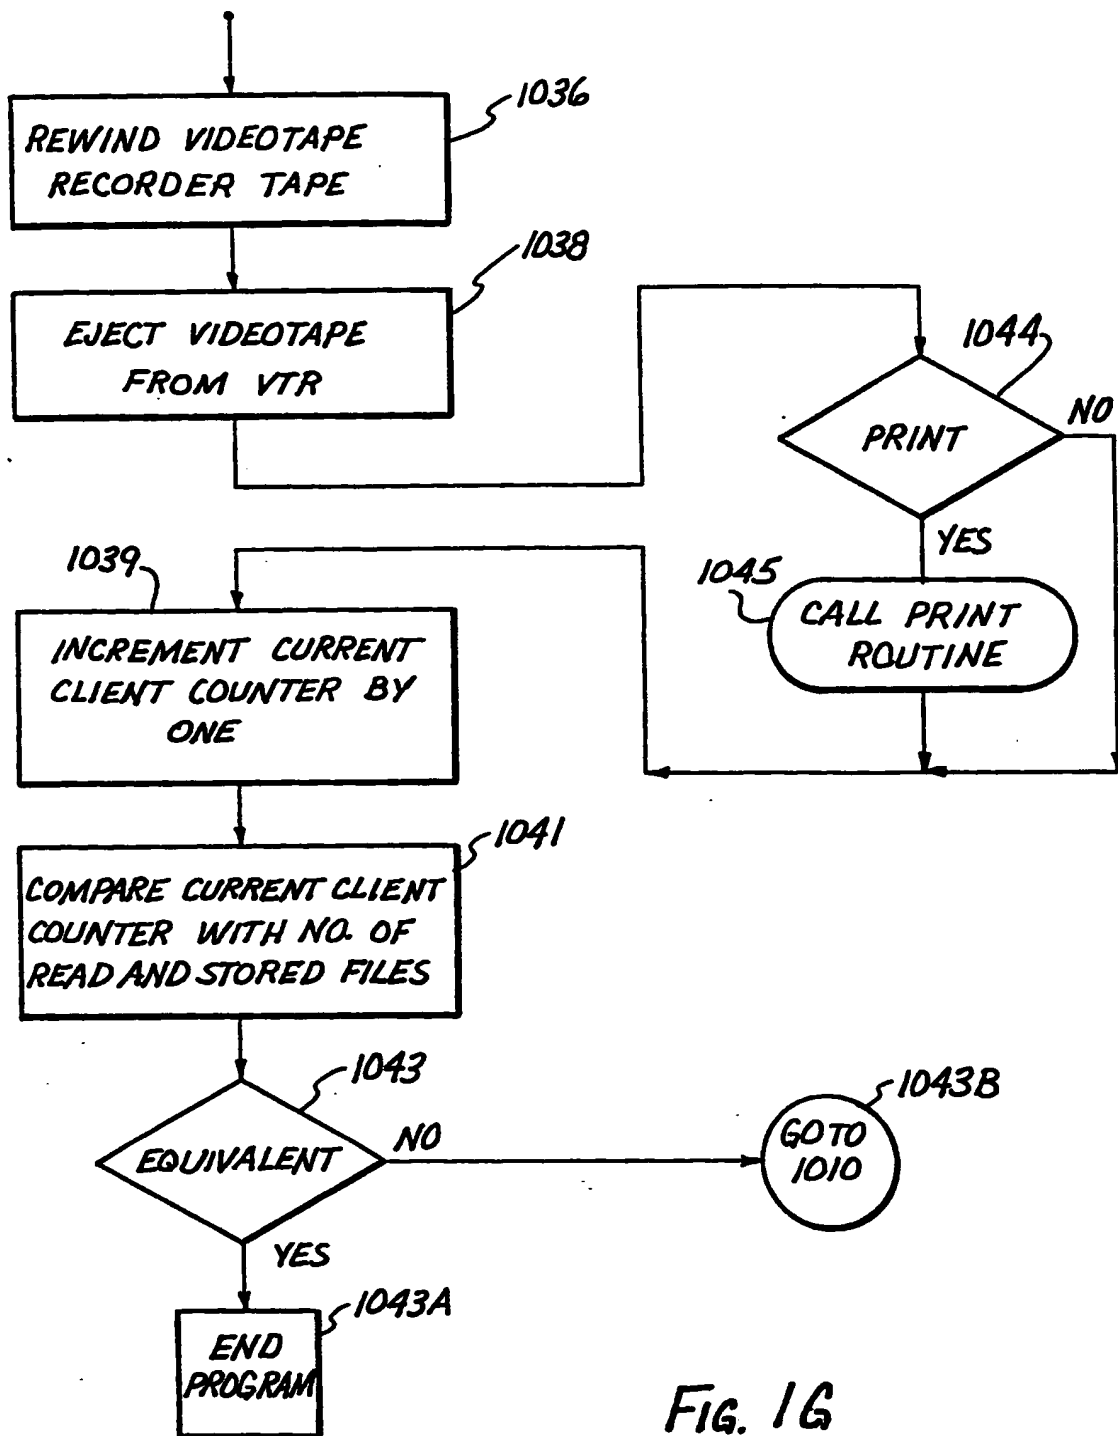 1036
REWIND VIDEOTAPE
RECORDER TAPE
1038
EJECT VIDEOTAPE
FROM VTR
1044
PRINT
NO
YES
1045
CALL PRINT
ROUTINE
1039
INCREMENT CURRENT
CLIENT COUNTER BY
ONE
1041
COMPARE CURRENT CLIENT
COUNTER WITH NO. OF
READ AND STORED FILES
1043
EQUIVALENT
NO
1043B
GO TO
1010
YES
1043A
END
PROGRAM
FIG. 1G